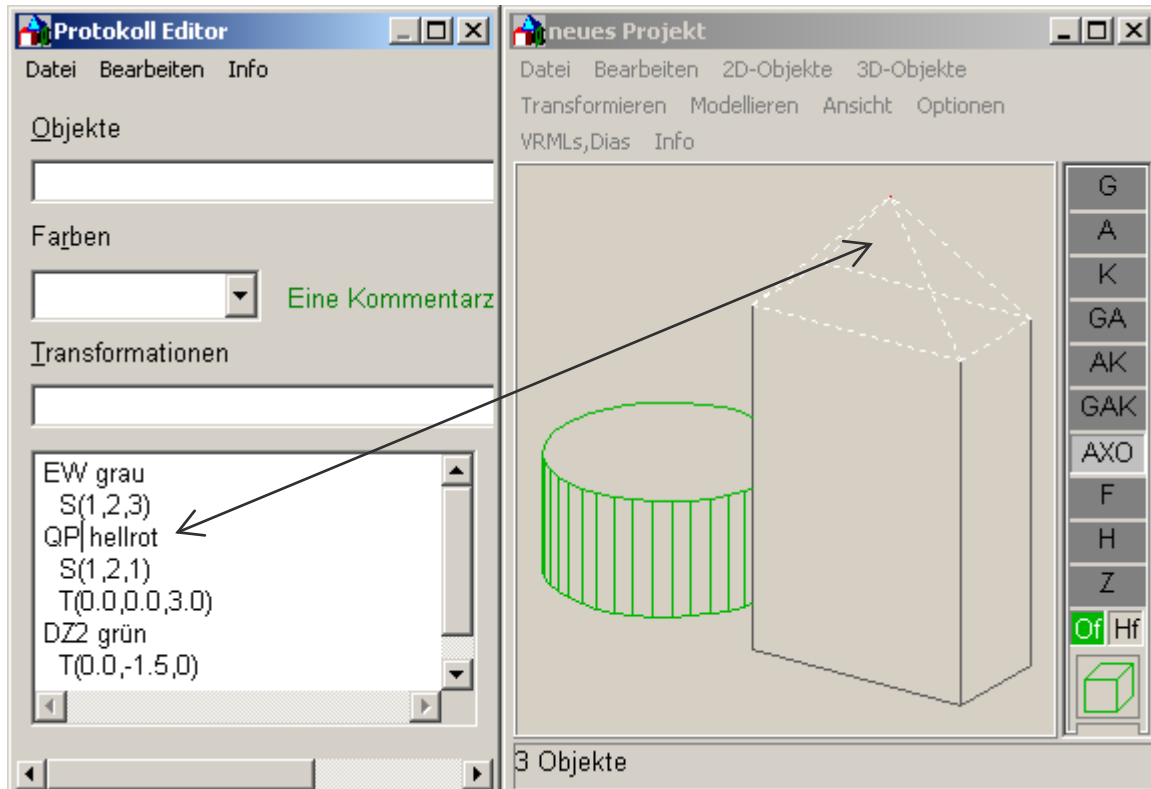 Protokoll Editor
Datei Bearbeiten Info
Objekte
Farben
Eine Kommentarz
Transformationen
EW grau
S(1,2,3)
QP hellrot
S(1,2,1)
T(0.0,0.0,3.0)
DZ2 grün
T(0.0,-1.5,0)
neues Projekt
Datei Bearbeiten 2D-Objekte 3D-Objekte
Transformieren Modellieren Ansicht Optionen
VRMLs,Dias Info
G
A
K
GA
AK
GAK
AXO
F
H
Z
Of Hf
3 Objekte